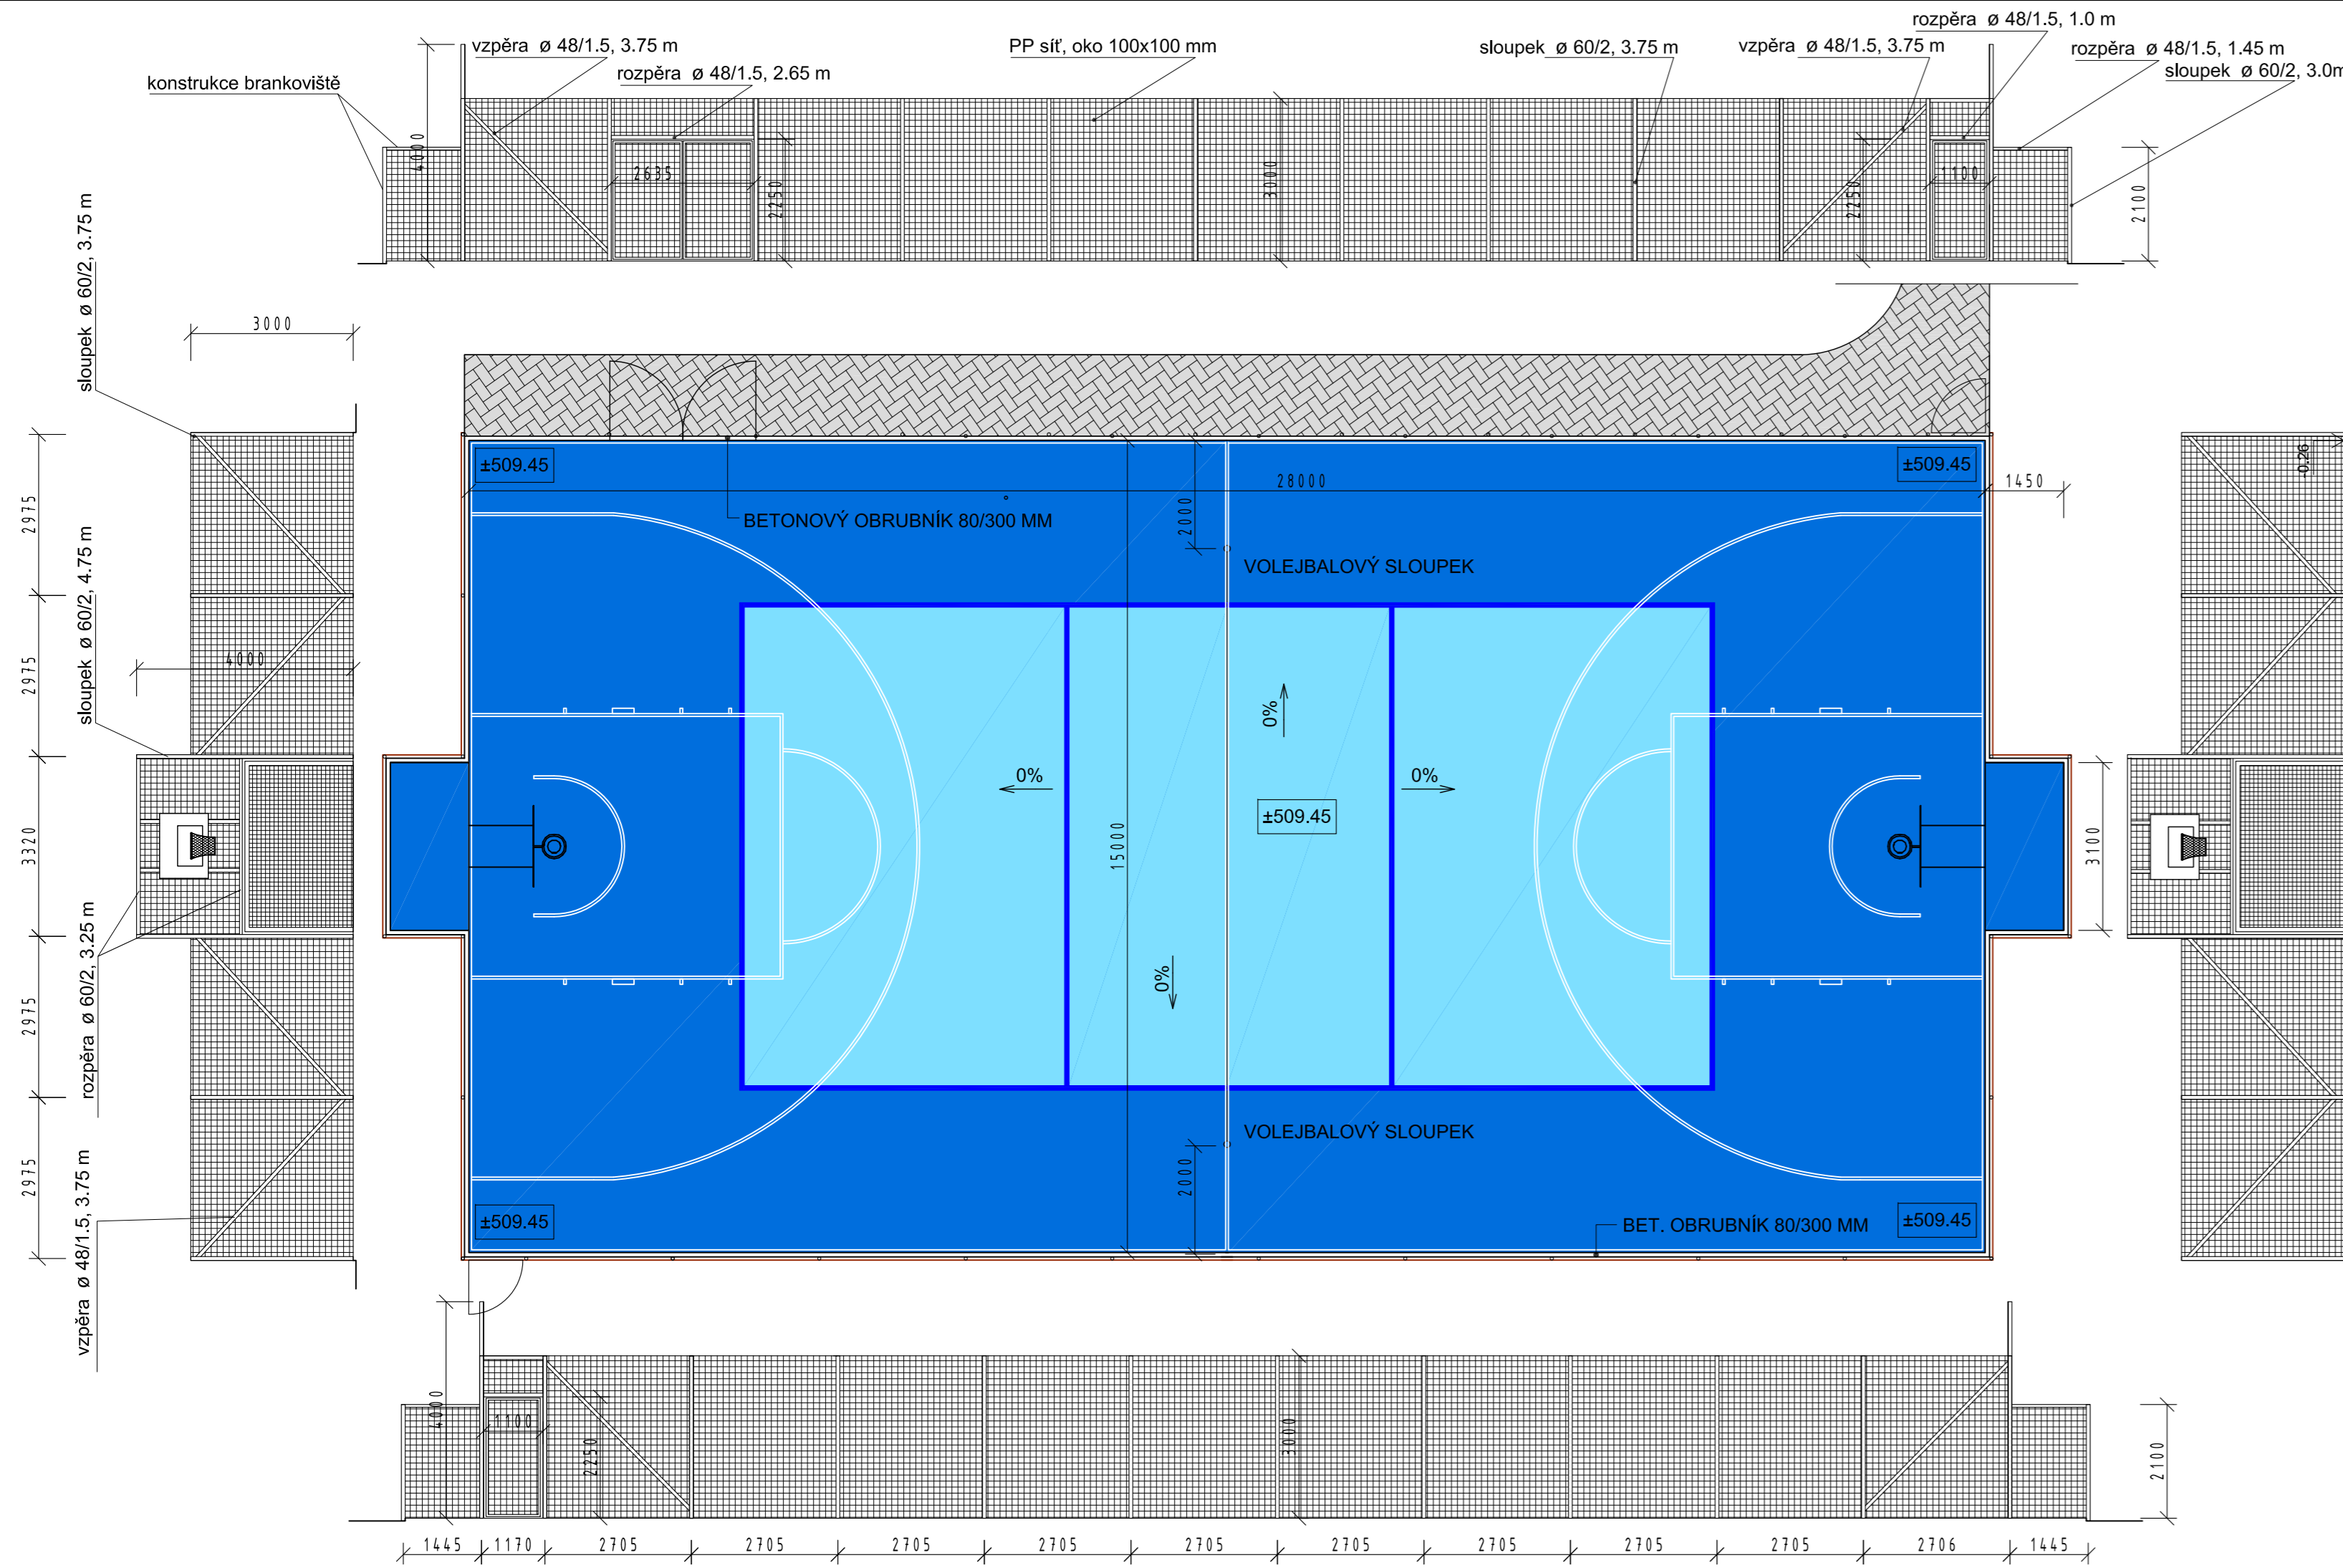 rozpěra ø 48/1.5, 1.0 m
vzpěra ø 48/1.5, 3.75 m
PP síť, oko 100x100 mm
sloupek ø 60/2, 3.75 m
vzpěra ø 48/1.5, 3.75 m
rozpěra ø 48/1.5, 1.45 m
rozpěra ø 48/1.5, 2.65 m
sloupek ø 60/2, 3.0m
konstrukce brankoviště
4000
2635
2250
3000
2250
1100
2100
sloupek ø 60/2, 3.75 m
3000
±509.45
±509.45
-0.26
28000
1450
2975
2000
BETONOVÝ OBRUBNÍK 80/300 MM
VOLEJBALOVÝ SLOUPEK
sloupek ø 60/2, 4.75 m
2975
4000
0%
0%
0%
±509.45
15000
3320
3100
rozpěra ø 60/2, 3.25 m
0%
2975
VOLEJBALOVÝ SLOUPEK
2975
2000
vzpěra ø 48/1.5, 3.75 m
±509.45
BET. OBRUBNÍK 80/300 MM
±509.45
4000
1100
2250
3000
2100
1445
1170
2705
2705
2705
2705
2705
2705
2705
2705
2705
2706
1445